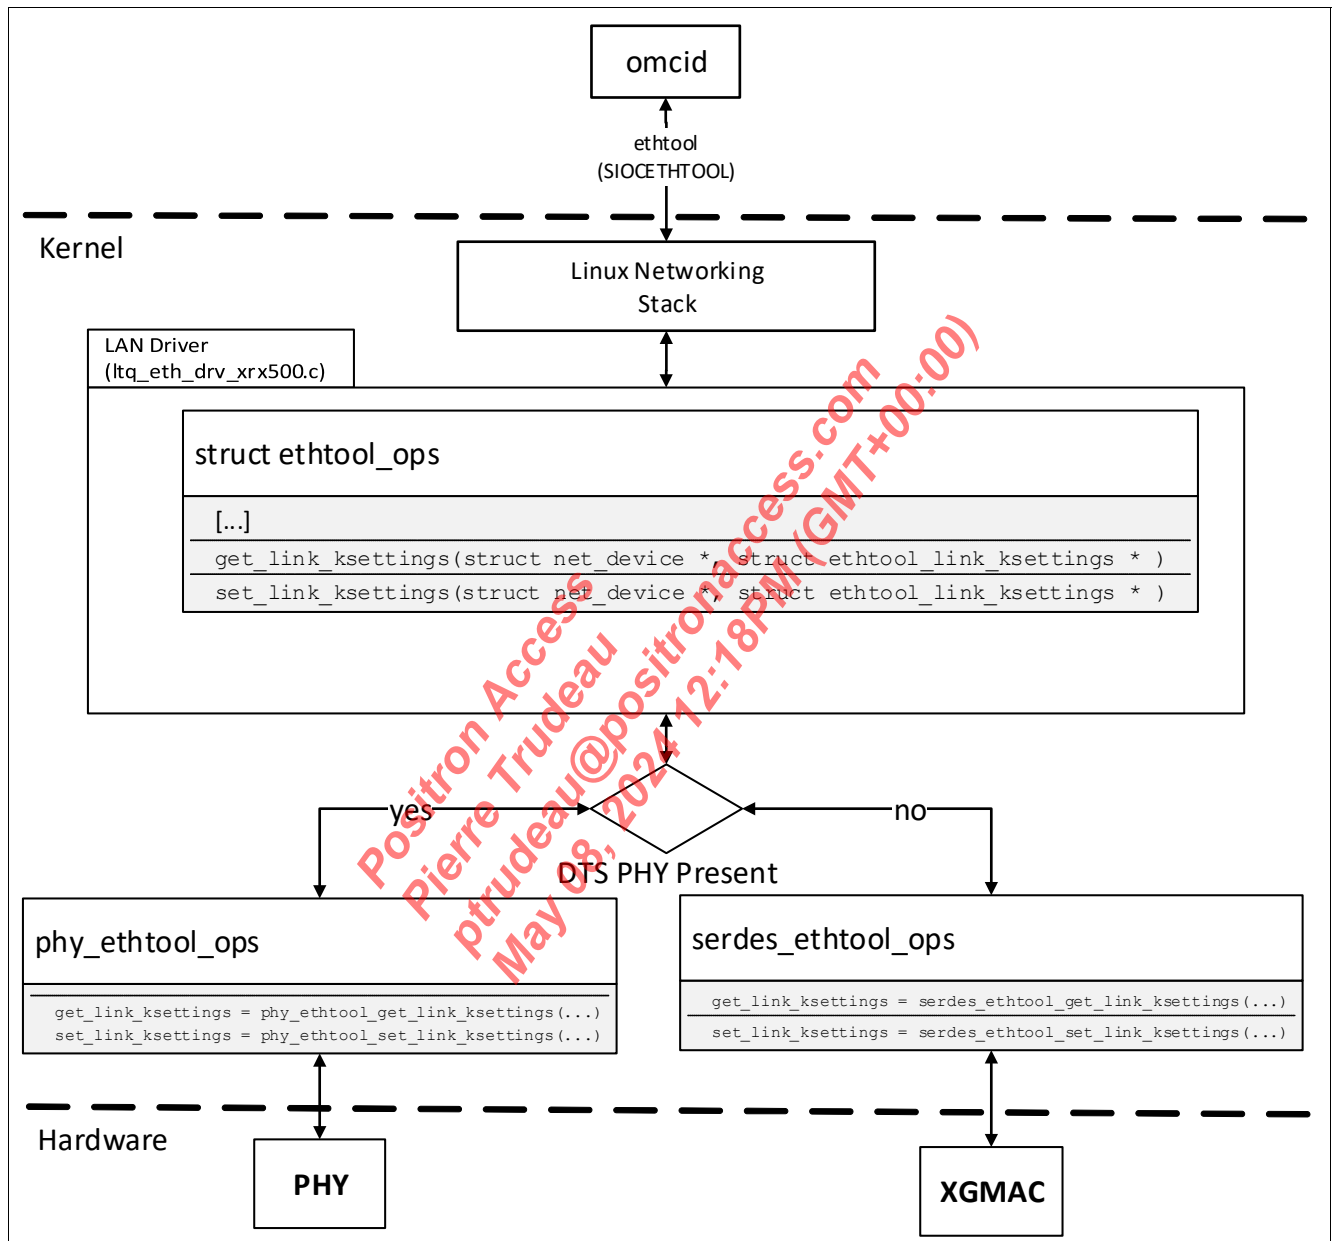 omcid
ethtool
(SIOCETHTOOL)
Kernel
Linux Networking
Stack
LAN Driver
(ltq_eth_drv_xrx500.c)
struct ethtool_ops
[...]
get_link_ksettings(struct net_device *, struct ethtool_link_ksettings * )
set_link_ksettings(struct net_device *, struct ethtool_link_ksettings * )
Positron Access
Pierre Trudeau
ptrudeau@positronaccess.com
May 08, 2024 12:18PM (GMT+00:00)
yes
no
DTS PHY Present
phy_ethtool_ops
get_link_ksettings = phy_ethtool_get_link_ksettings(...)
set_link_ksettings = phy_ethtool_set_link_ksettings(...)
serdes_ethtool_ops
get_link_ksettings = serdes_ethtool_get_link_ksettings(...)
set_link_ksettings = serdes_ethtool_set_link_ksettings(...)
Hardware
PHY
XGMAC